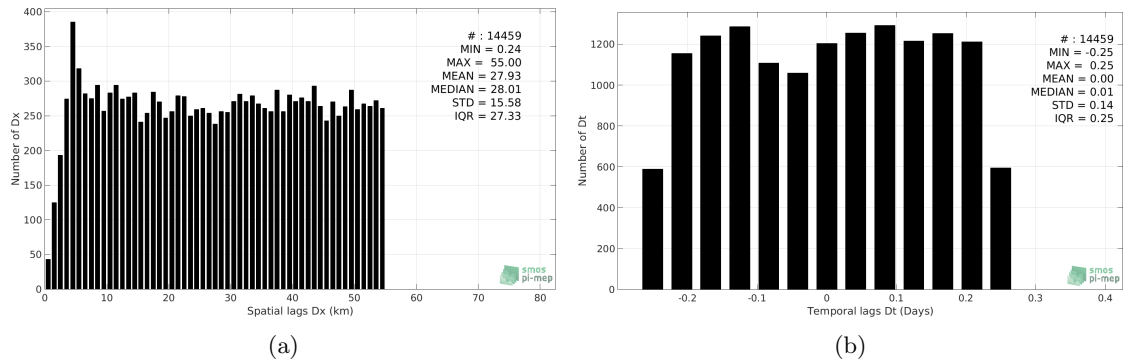 400
350
300
250
200
150
100
50
0
Number of Dx
# : 14459
MIN = 0.24
MAX = 55.00
MEAN = 27.93
MEDIAN = 28.01
STD = 15.58
IQR = 27.33
smos
pi-mep
0 10 20 30 40 50 60 70 80
Spatial lags Dx (km)
(a)
1200
1000
800
600
400
200
0
Number of Dt
# : 14459
MIN = -0.25
MAX = 0.25
MEAN = 0.00
MEDIAN = 0.01
STD = 0.14
IQR = 0.25
smos
pi-mep
-0.2 -0.1 0 0.1 0.2 0.3 0.4
Temporal lags Dt (Days)
(b)